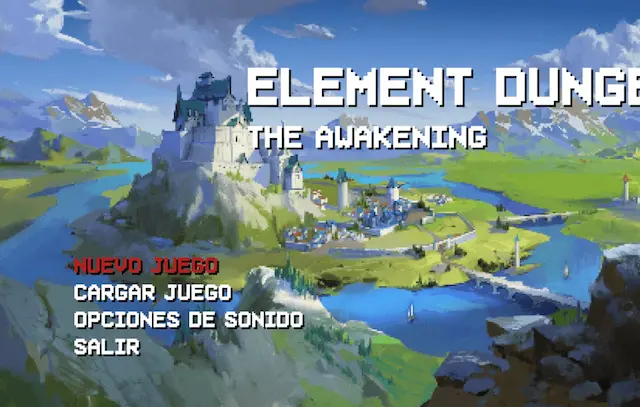 ELEMENT DUNGE
THE AWAKENING
NUEVO JUEGO
CARGAR JUEGO
OPCIONES DE SONIDO
SALIR